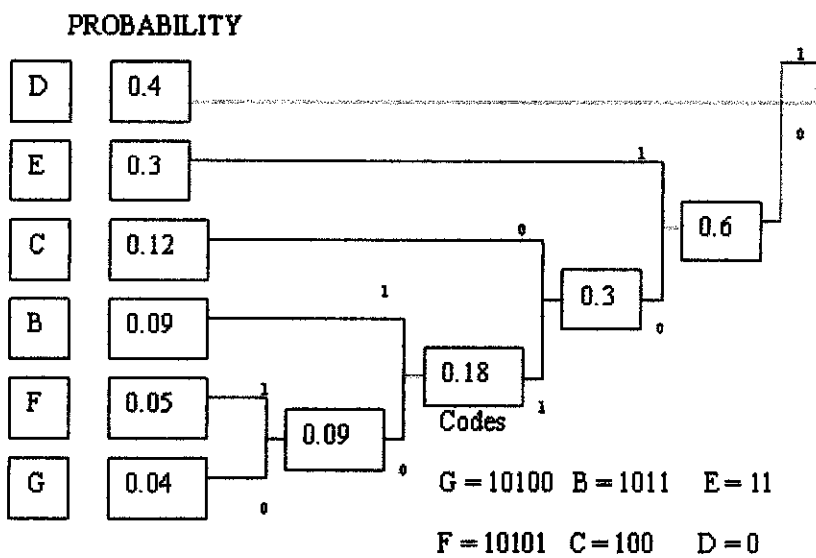 PROBABILITY
1
D 0.4
0
E 0.3 1
0.6
C 0.12 0
0.3
B 0.09 1
0
0.18
F 0.05 1
Codes 1
0.09
G 0.04 0
0
G = 10100 B = 1011 E = 11
F = 10101 C = 100 D = 0